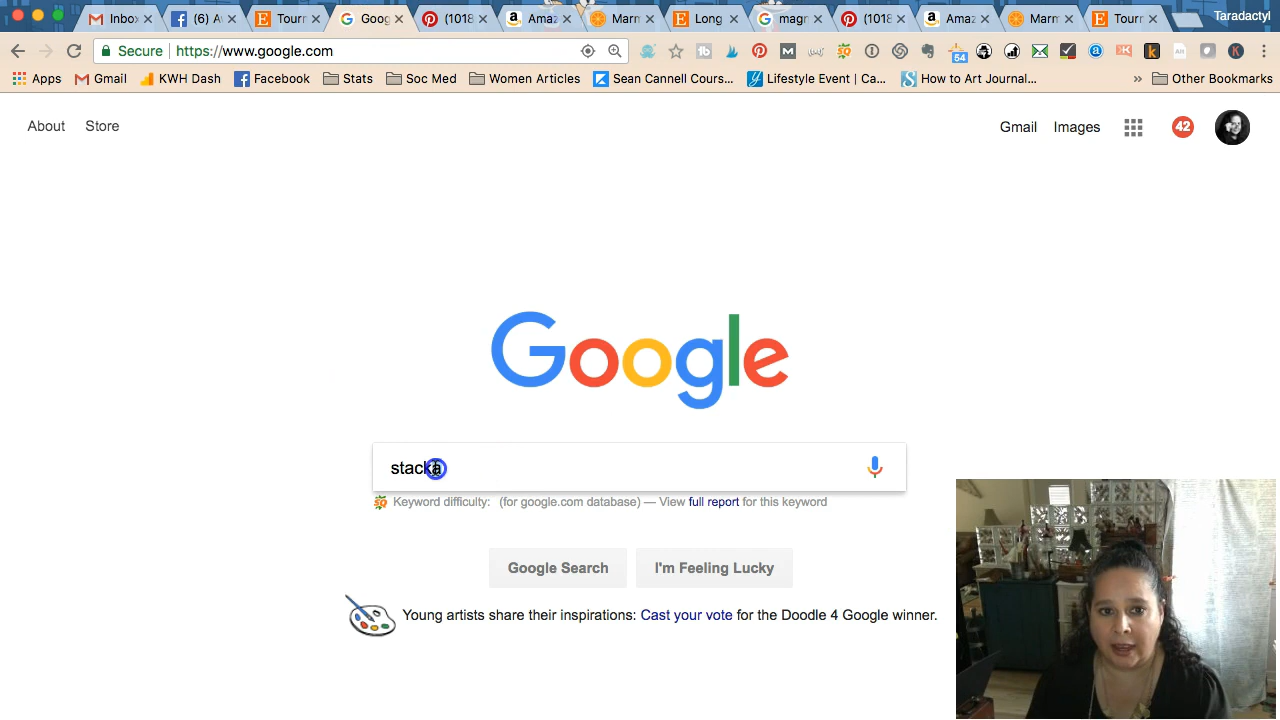 Inbox (6) A Tourn Goog (1018 Amaz Marm Long magn (1018 Amaz Marm Tourn Taradactyl
Secure https://www.google.com 54
Apps Gmail KWH Dash Facebook Stats Soc Med Women Articles Sean Cannell Cours... Lifestyle Event | Ca... How to Art Journal... » Other Bookmarks
About Store Gmail Images 42
Google
stacka
Keyword difficulty: (for google.com database) — View full report for this keyword
Google Search I'm Feeling Lucky
Young artists share their inspirations: Cast your vote for the Doodle 4 Google winner.